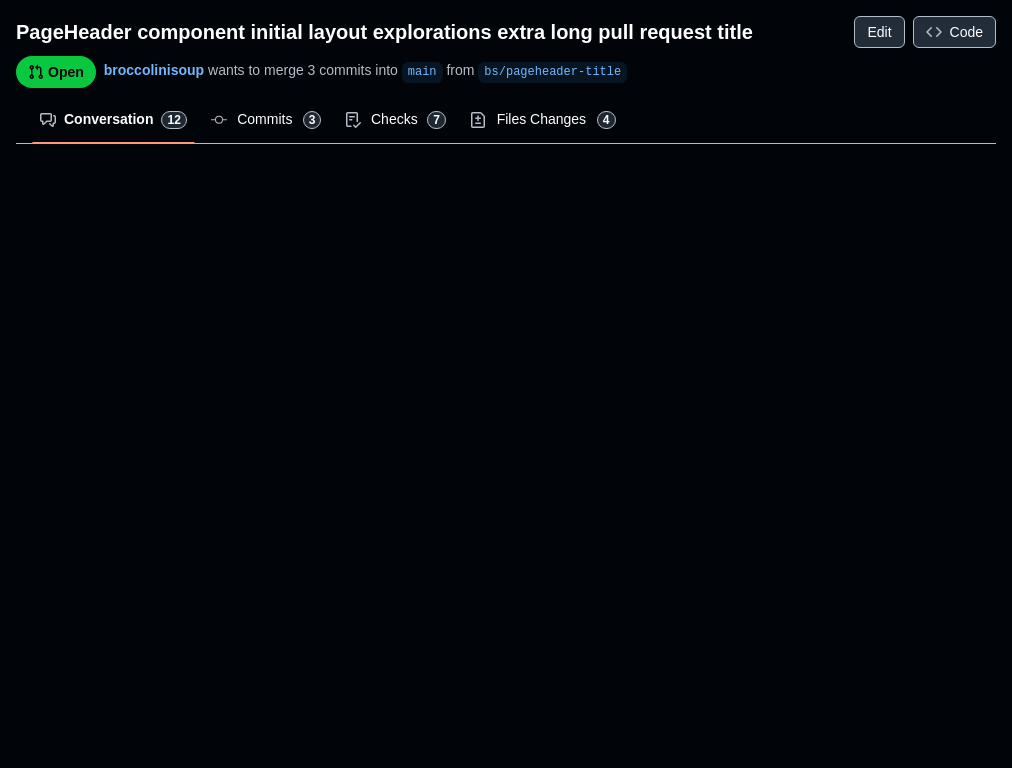 PageHeader component initial layout explorations extra long pull request title
Edit
Code
Open
broccolinisoup wants to merge 3 commits into main from bs/pageheader-title
Conversation 12
Commits 3
Checks 7
Files Changes 4